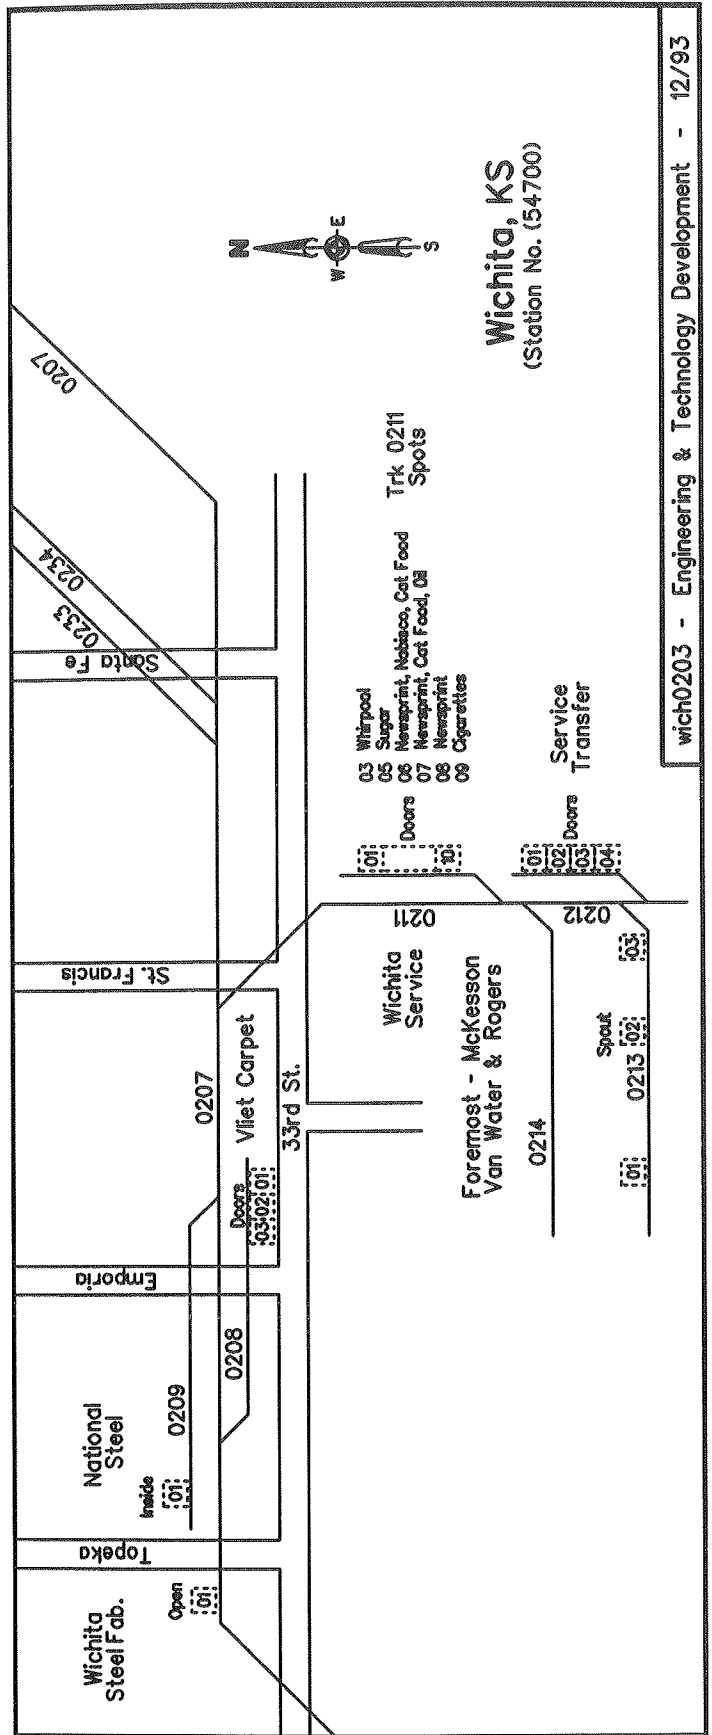 Wichita
Steel Fab.
Open
01
Topeka
National
Steel
Inside
01
0209
0208
Emporia
Doors
03 02 01
Vliet Carpet
0207
33rd St.
St. Francis
Santa Fe
0233
0234
0207
Wichita
Service
0211
01
10
Doors
03 Whirpool
05 Sugar
06 Newsprint, Nabisco, Cat Food
07 Newsprint, Cat Food, Oil
08 Newsprint
09 Cigarettes
Trk 0211
Spots
Foremost - McKesson
Van Water & Rogers
0214
0212
01
02
03
04
Doors
Service
Transfer
Spout
01
02
03
0213
N
W
E
S
Wichita, KS
(Station No. (54700)
wich0203 - Engineering & Technology Development - 12/93